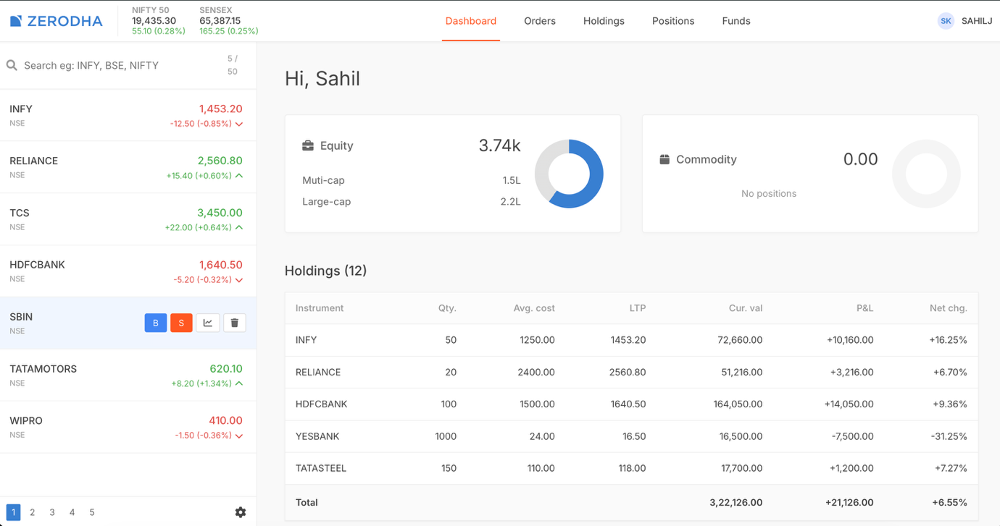 ZERODHA
NIFTY 50
19,435.30
55.10 (0.28%)
SENSEX
65,387.15
165.25 (0.25%)
Dashboard Orders Holdings Positions Funds
SK SAHILJ
Search eg: INFY, BSE, NIFTY
5 /
50
INFY 1,453.20
NSE -12.50 (-0.85%)
RELIANCE 2,560.80
NSE +15.40 (+0.60%)
TCS 3,450.00
NSE +22.00 (+0.64%)
HDFCBANK 1,640.50
NSE -5.20 (-0.32%)
SBIN
NSE
B S
TATAMOTORS 620.10
NSE +8.20 (+1.34%)
WIPRO 410.00
NSE -1.50 (-0.36%)
1 2 3 4 5
Hi, Sahil
Equity 3.74k
Muti-cap 1.5L
Large-cap 2.2L
Commodity 0.00
No positions
Holdings (12)
Instrument Qty. Avg. cost LTP Cur. val P&L Net chg.
INFY 50 1250.00 1453.20 72,660.00 +10,160.00 +16.25%
RELIANCE 20 2400.00 2560.80 51,216.00 +3,216.00 +6.70%
HDFCBANK 100 1500.00 1640.50 164,050.00 +14,050.00 +9.36%
YESBANK 1000 24.00 16.50 16,500.00 -7,500.00 -31.25%
TATASTEEL 150 110.00 118.00 17,700.00 +1,200.00 +7.27%
Total 3,22,126.00 +21,126.00 +6.55%